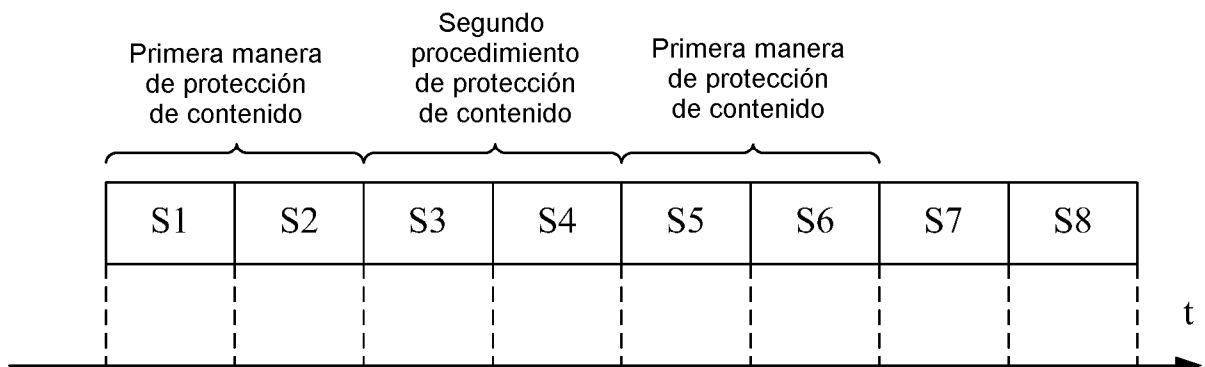 Primera manera
de protección
de contenido
Segundo
procedimiento
de protección
de contenido
Primera manera
de protección
de contenido
S1 S2 S3 S4 S5 S6 S7 S8
t